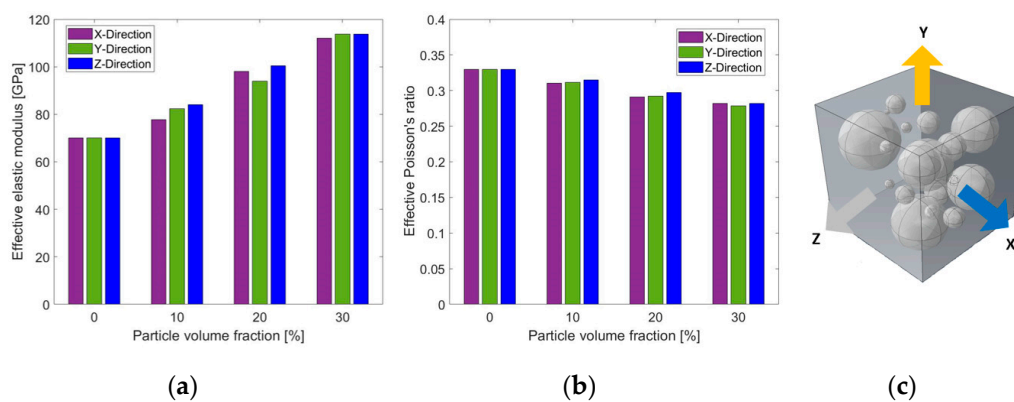 120
100
80
60
40
20
0
Effective elastic modulus [GPa]
X-Direction
Y-Direction
Z-Direction
0 10 20 30
Particle volume fraction [%]
(a)
0.4
0.35
0.3
0.25
0.2
0.15
0.1
0.05
0
Effective Poisson's ratio
X-Direction
Y-Direction
Z-Direction
0 10 20 30
Particle volume fraction [%]
(b)
Y
Z
X
(c)